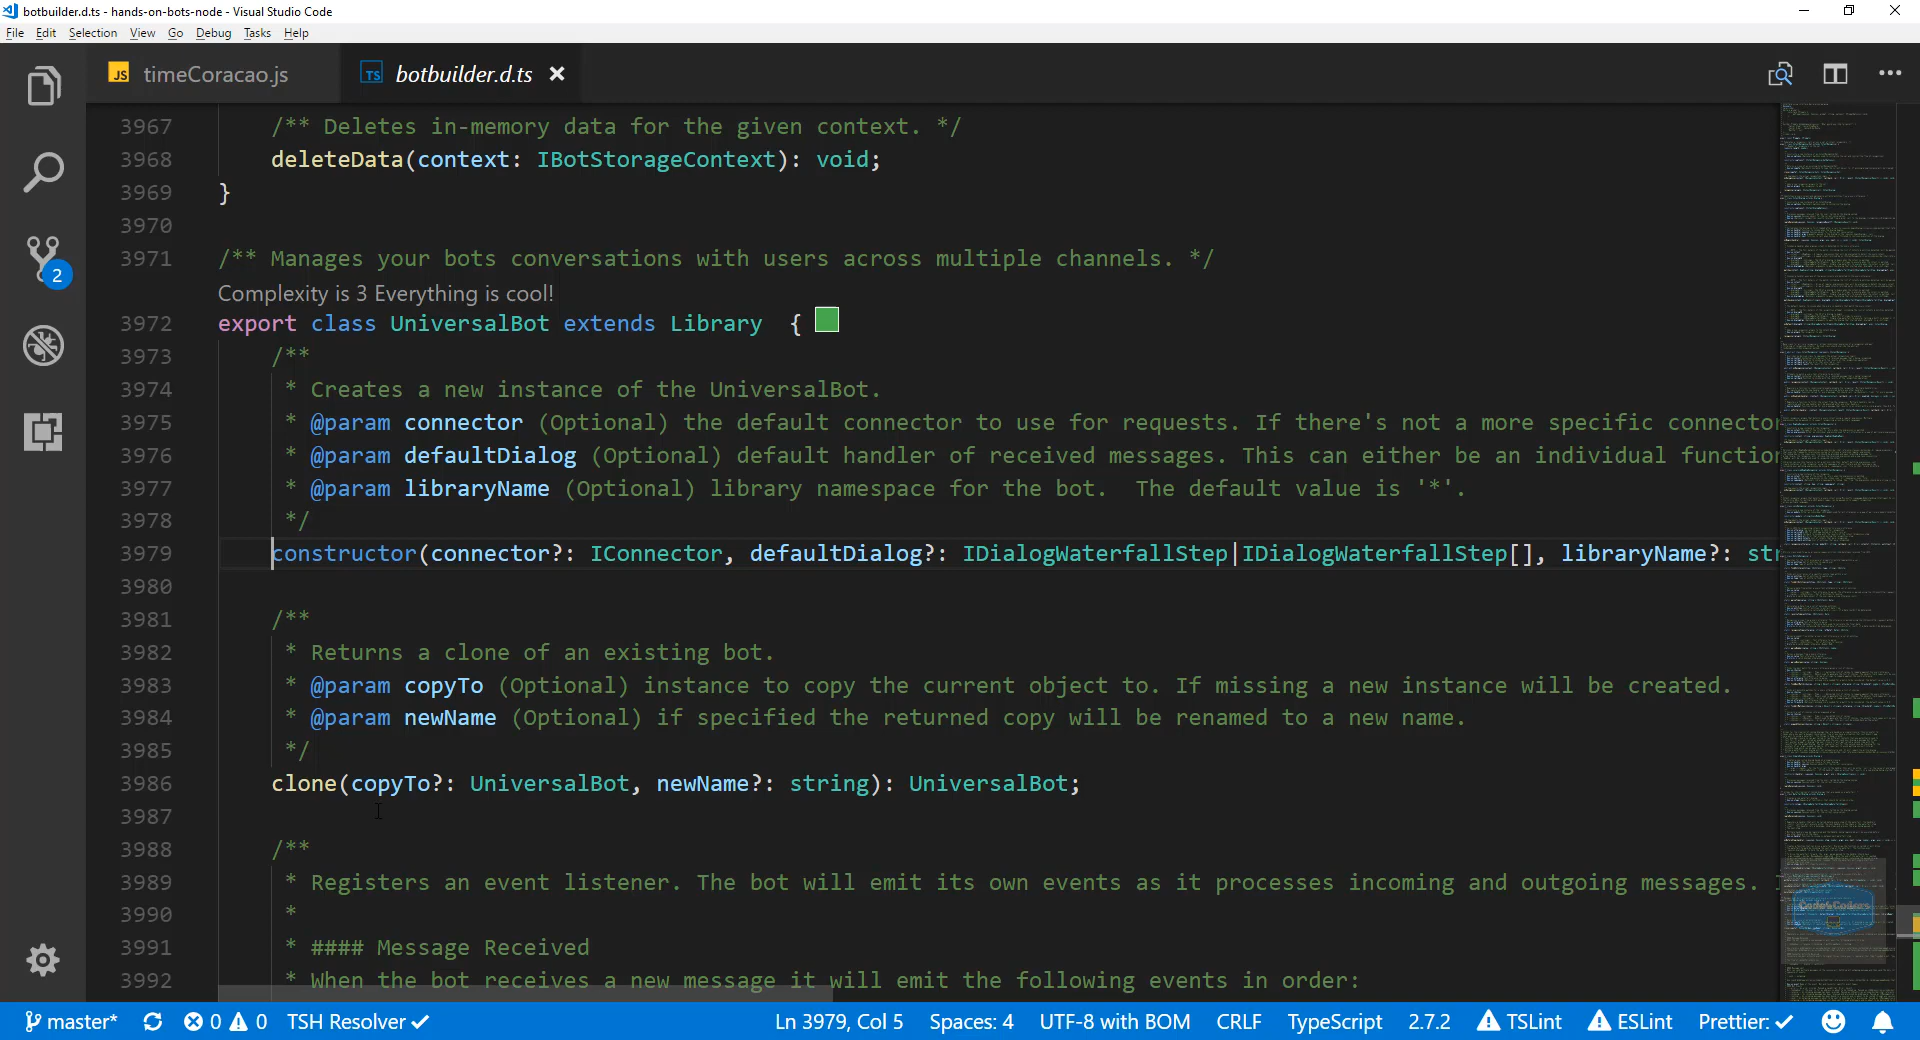 botbuilder.d.ts - hands-on-bots-node - Visual Studio Code
File Edit Selection View Go Debug Tasks Help
JS timeCoracao.js TS botbuilder.d.ts
3967 /** Deletes in-memory data for the given context. */
3968 deleteData(context: IBotStorageContext): void;
3969 }
3970
3971 /** Manages your bots conversations with users across multiple channels. */
Complexity is 3 Everything is cool!
3972 export class UniversalBot extends Library {
3973 /**
3974 * Creates a new instance of the UniversalBot.
3975 * @param connector (Optional) the default connector to use for requests. If there's not a more specific connector
3976 * @param defaultDialog (Optional) default handler of received messages. This can either be an individual function
3977 * @param libraryName (Optional) library namespace for the bot. The default value is '*'.
3978 */
3979 constructor(connector?: IConnector, defaultDialog?: IDialogWaterfallStep|IDialogWaterfallStep[], libraryName?: str
3980
3981 /**
3982 * Returns a clone of an existing bot.
3983 * @param copyTo (Optional) instance to copy the current object to. If missing a new instance will be created.
3984 * @param newName (Optional) if specified the returned copy will be renamed to a new name.
3985 */
3986 clone(copyTo?: UniversalBot, newName?: string): UniversalBot;
3987
3988 /**
3989 * Registers an event listener. The bot will emit its own events as it processes incoming and outgoing messages.
3990 *
3991 * #### Message Received
3992 * When the bot receives a new message it will emit the following events in order:
2
master* 0 0 TSH Resolver Ln 3979, Col 5 Spaces: 4 UTF-8 with BOM CRLF TypeScript 2.7.2 TSLint ESLint Prettier: